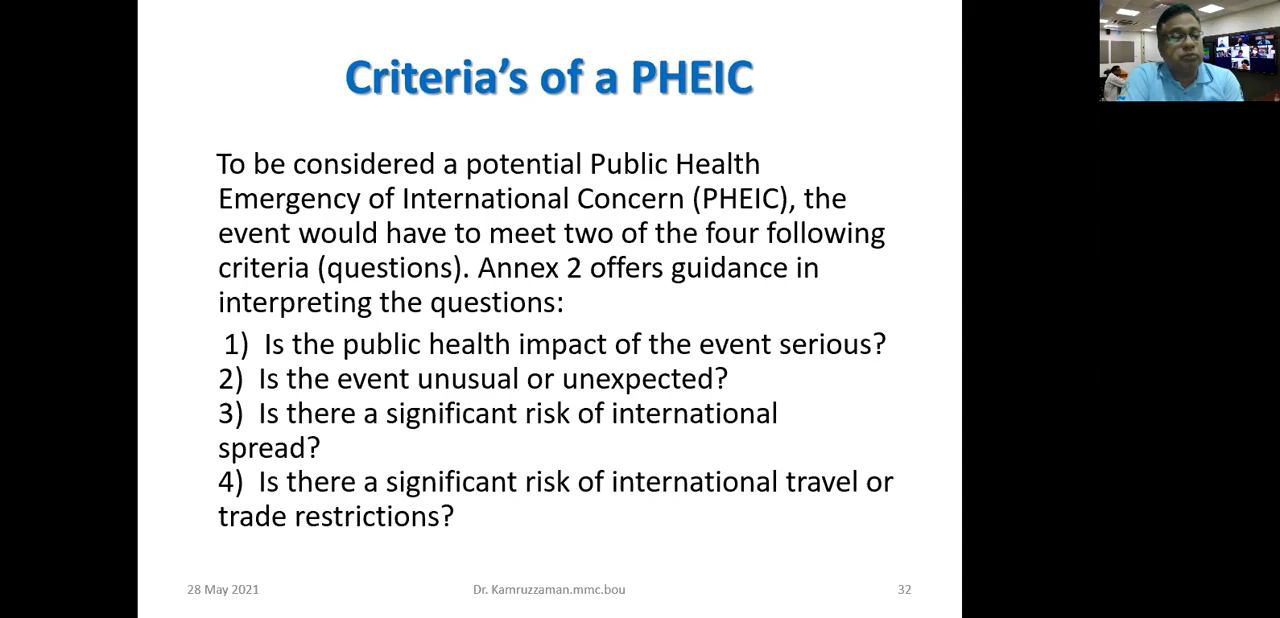 Criteria's of a PHEIC
To be considered a potential Public Health
Emergency of International Concern (PHEIC), the
event would have to meet two of the four following
criteria (questions). Annex 2 offers guidance in
interpreting the questions:
1) Is the public health impact of the event serious?
2) Is the event unusual or unexpected?
3) Is there a significant risk of international
spread?
4) Is there a significant risk of international travel or
trade restrictions?
28 May 2021
Dr. Kamruzzaman.mmc.bou
32